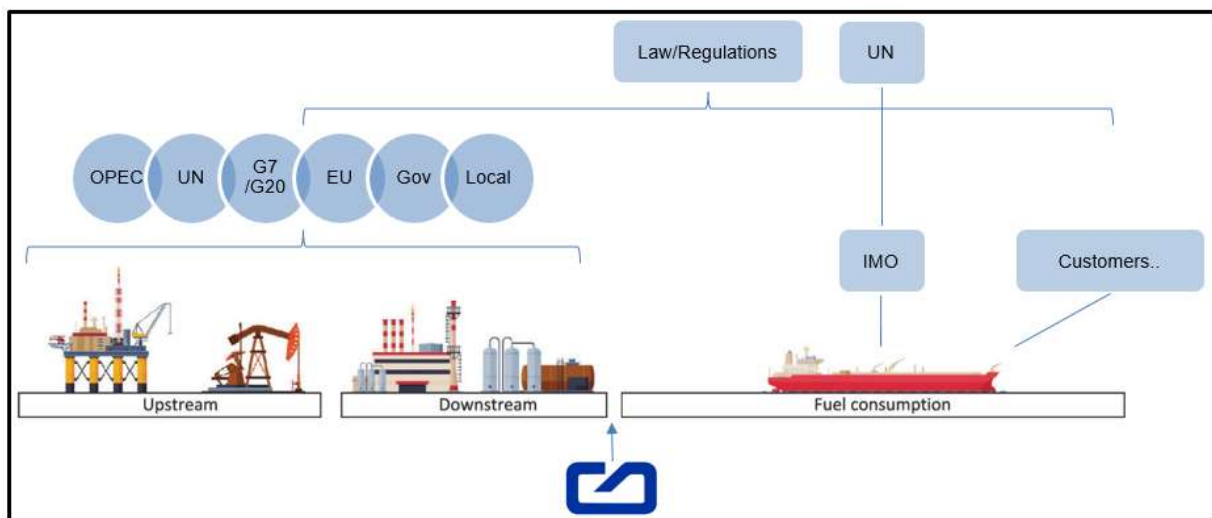 Law/Regulations
UN
OPEC
UN
G7
/G20
EU
Gov
Local
IMO
Customers..
Upstream
Downstream
Fuel consumption